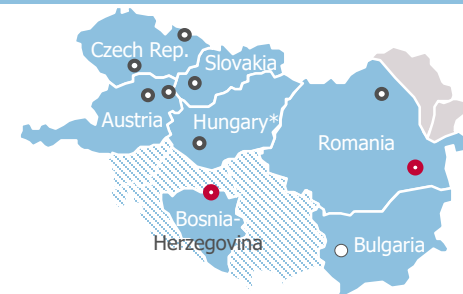 Czech Rep.
Slovakia
Austria
Hungary*
Romania
Bosnia-
Herzegovina
Bulgaria